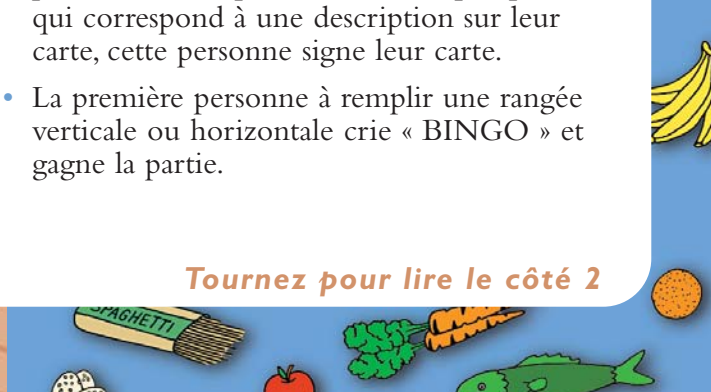 qui correspond à une description sur leur
carte, cette personne signe leur carte.
• La première personne à remplir une rangée
verticale ou horizontale crie « BINGO » et
gagne la partie.
Tournez pour lire le côté 2
SPAGHETTI